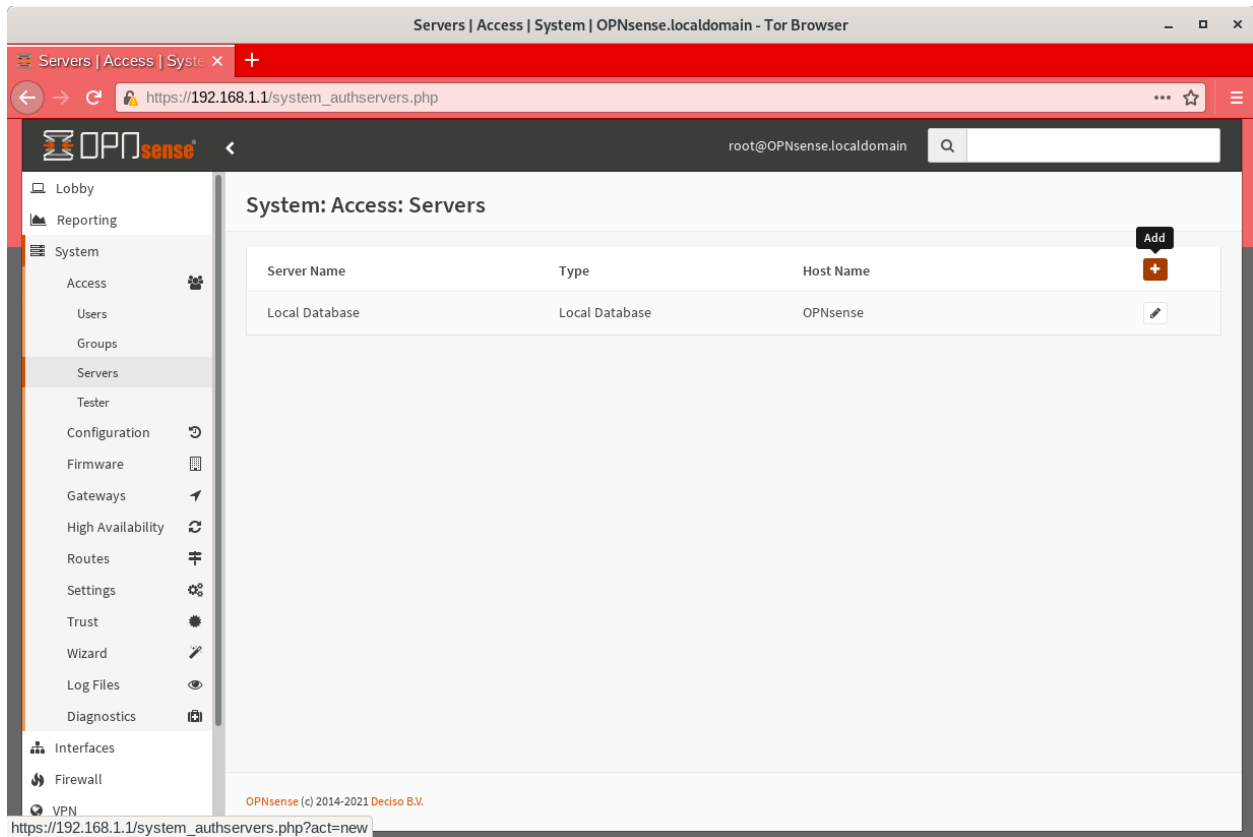 Servers | Access | System | OPNsense.localdomain - Tor Browser
Servers | Access | Syste
https://192.168.1.1/system_authservers.php
OPNsense
root@OPNsense.localdomain
Lobby
Reporting
System
Access
Users
Groups
Servers
Tester
Configuration
Firmware
Gateways
High Availability
Routes
Settings
Trust
Wizard
Log Files
Diagnostics
Interfaces
Firewall
VPN
System: Access: Servers
Add
Server Name Type Host Name
Local Database Local Database OPNsense
OPNsense (c) 2014-2021 Deciso B.V.
https://192.168.1.1/system_authservers.php?act=new